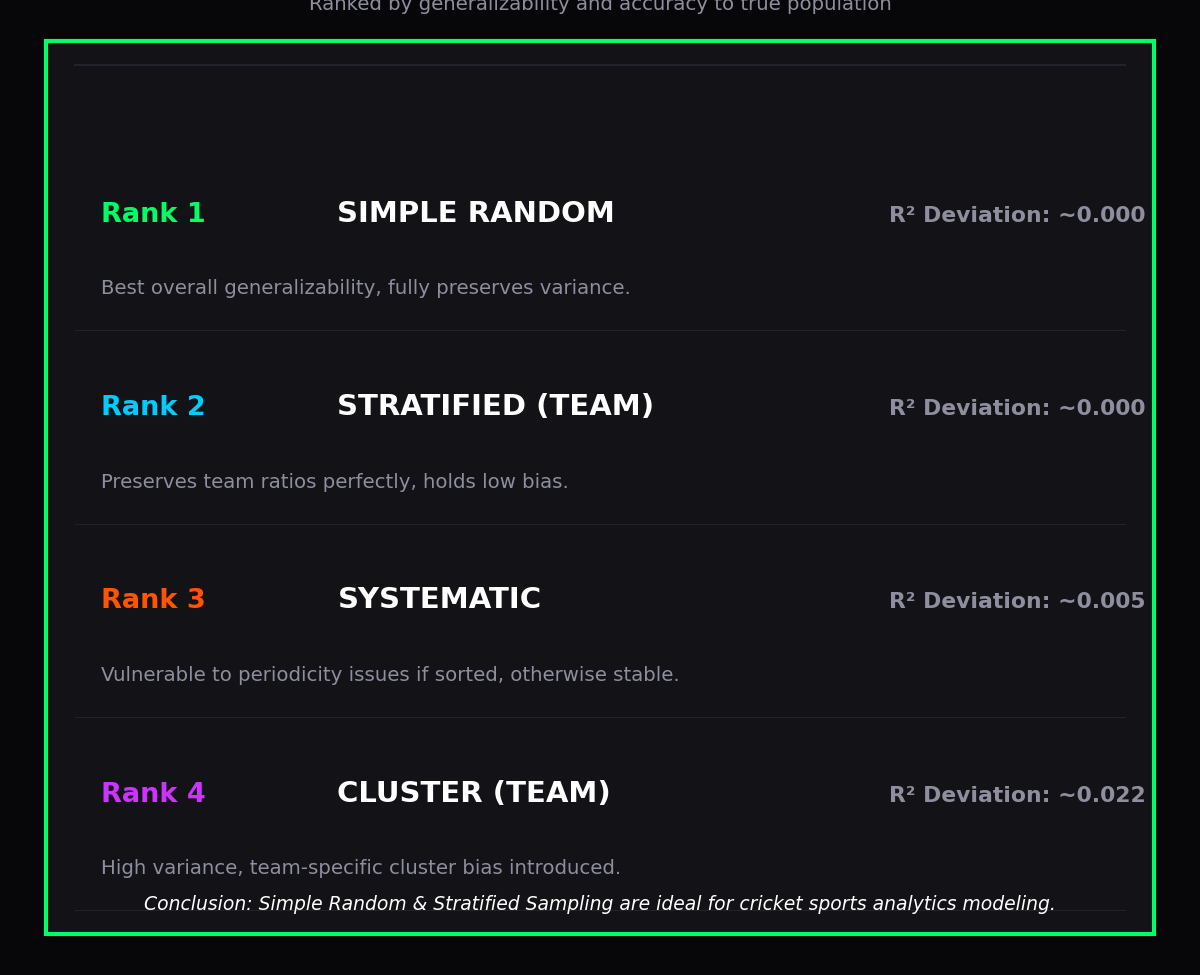 Ranked by generalizability and accuracy to true population
Rank 1 SIMPLE RANDOM R² Deviation: ~0.000
Best overall generalizability, fully preserves variance.
Rank 2 STRATIFIED (TEAM) R² Deviation: ~0.000
Preserves team ratios perfectly, holds low bias.
Rank 3 SYSTEMATIC R² Deviation: ~0.005
Vulnerable to periodicity issues if sorted, otherwise stable.
Rank 4 CLUSTER (TEAM) R² Deviation: ~0.022
High variance, team-specific cluster bias introduced.
Conclusion: Simple Random & Stratified Sampling are ideal for cricket sports analytics modeling.